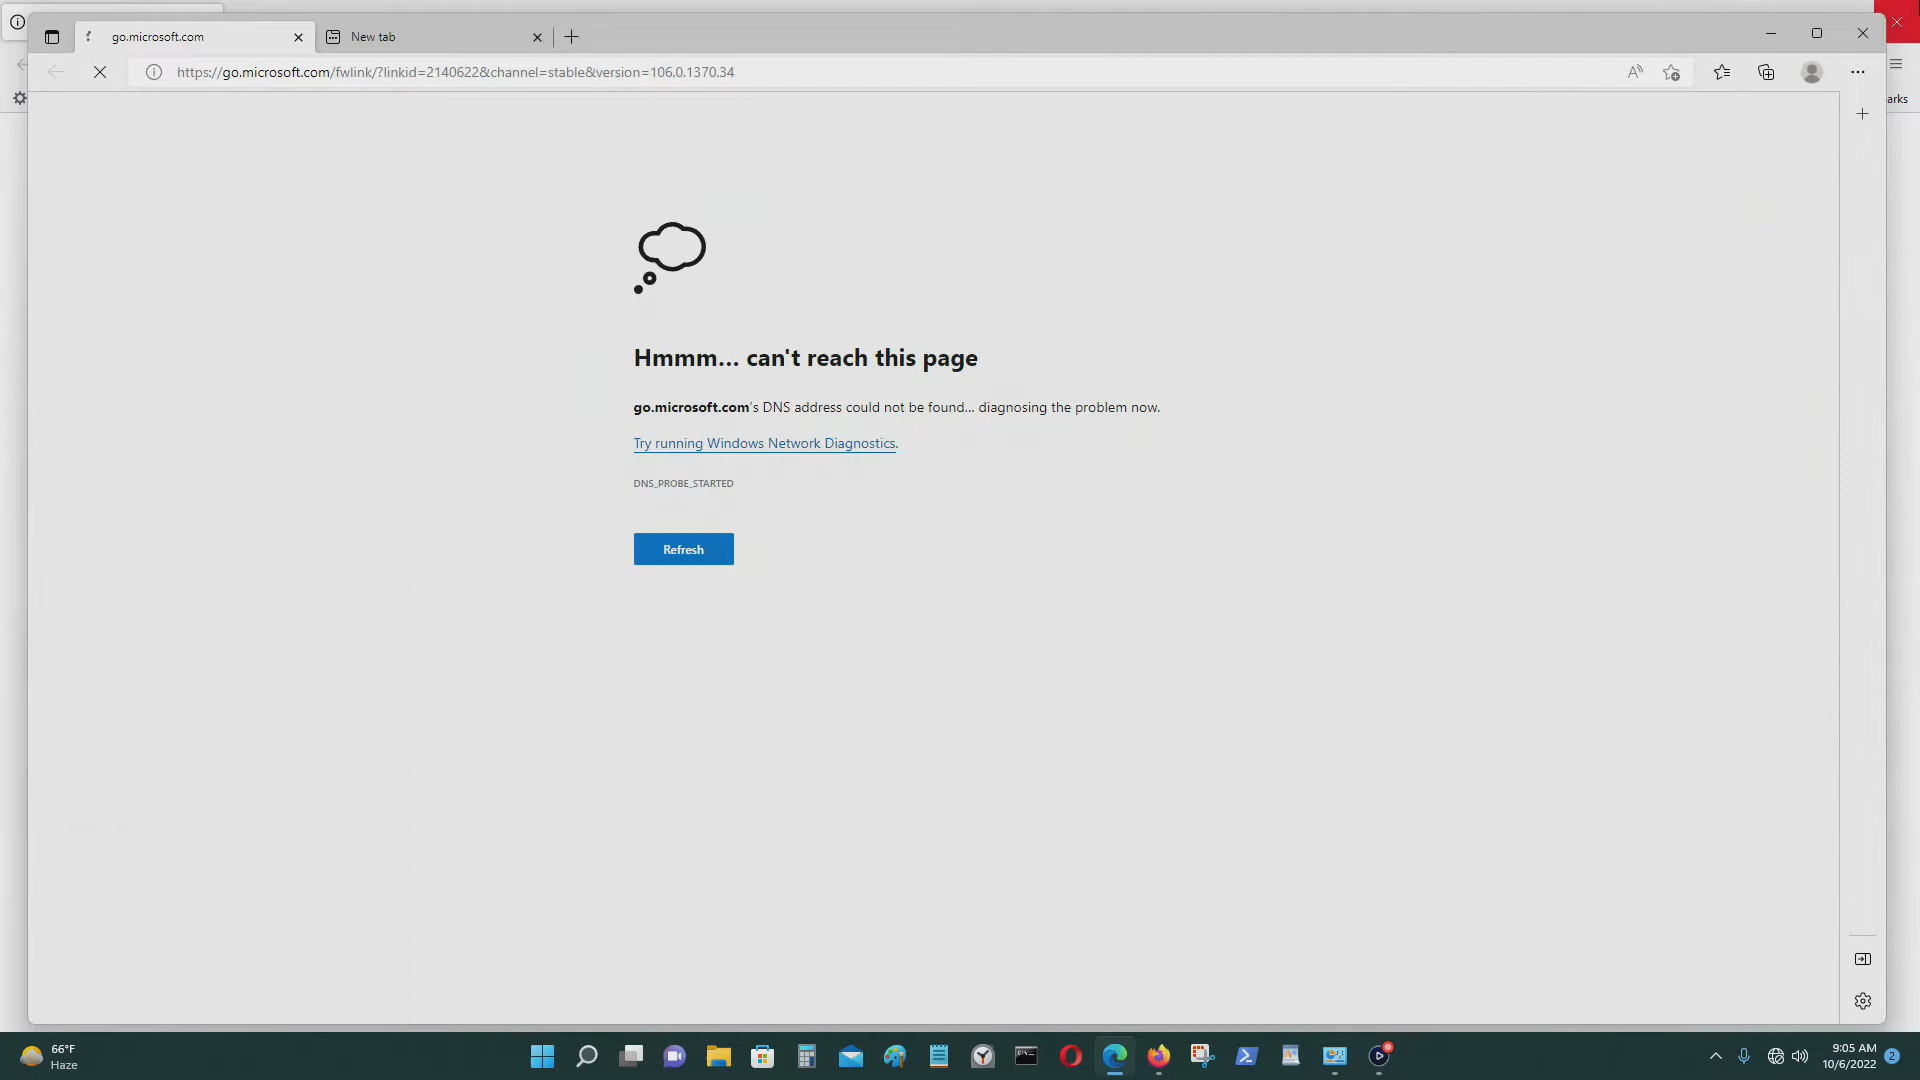 go.microsoft.com
New tab
https://go.microsoft.com/fwlink/?linkid=2140622&channel=stable&version=106.0.1370.34
arks
Hmmm... can't reach this page
go.microsoft.com's DNS address could not be found... diagnosing the problem now.
Try running Windows Network Diagnostics.
DNS_PROBE_STARTED
Refresh
66°F
Haze
9:05 AM
10/6/2022
2